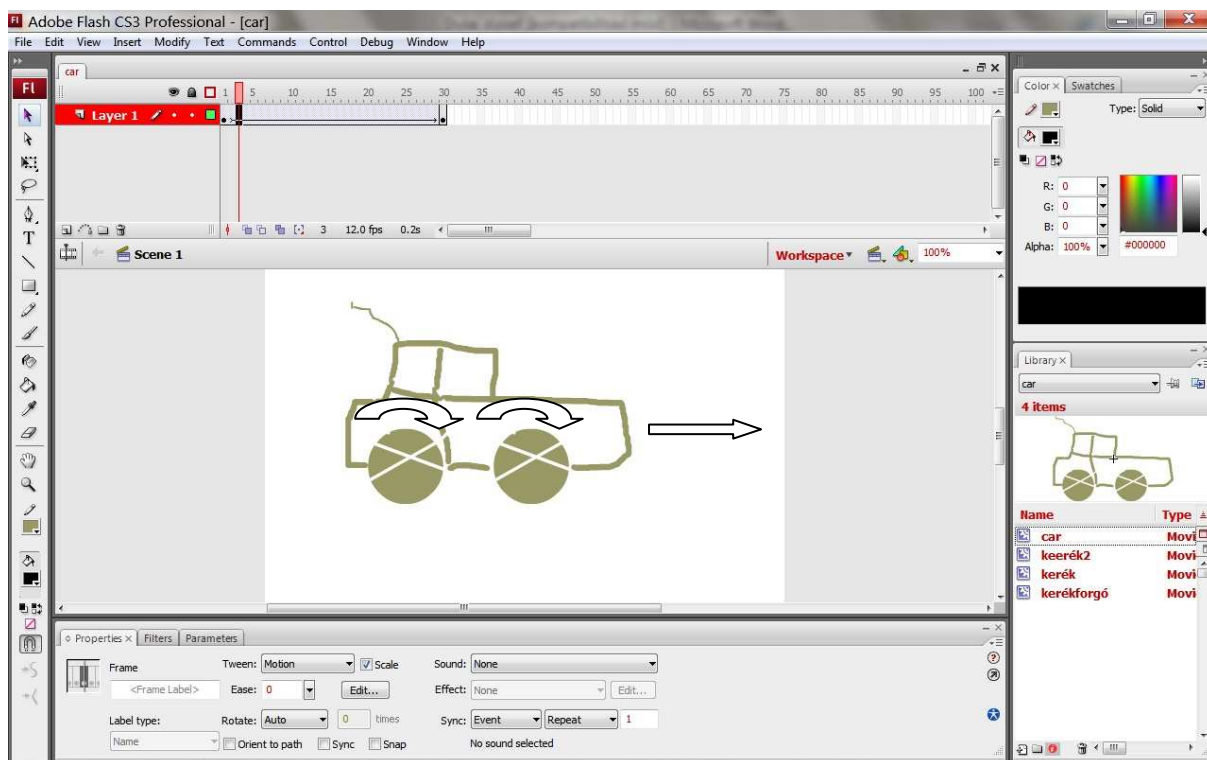 Fl Adobe Flash CS3 Professional - [car]
File Edit View Insert Modify Text Commands Control Debug Window Help
car
1 5 10 15 20 25 30 35 40 45 50 55 60 65 70 75 80 85 90 95 100
Layer 1
3 12.0 fps 0.2s
Scene 1
Workspace 100%
Fl
T
Color × Swatches
Type: Solid
R: 0
G: 0
B: 0
Alpha: 100% #000000
Library ×
car
4 items
Name Type
car Movi
keerék2 Movi
kerék Movi
kerékforgó Movi
Properties × Filters Parameters
Frame Tween: Motion Scale Sound: None
<Frame Label> Ease: 0 Edit... Effect: None Edit...
Label type: Rotate: Auto 0 times Sync: Event Repeat 1
Name Orient to path Sync Snap No sound selected